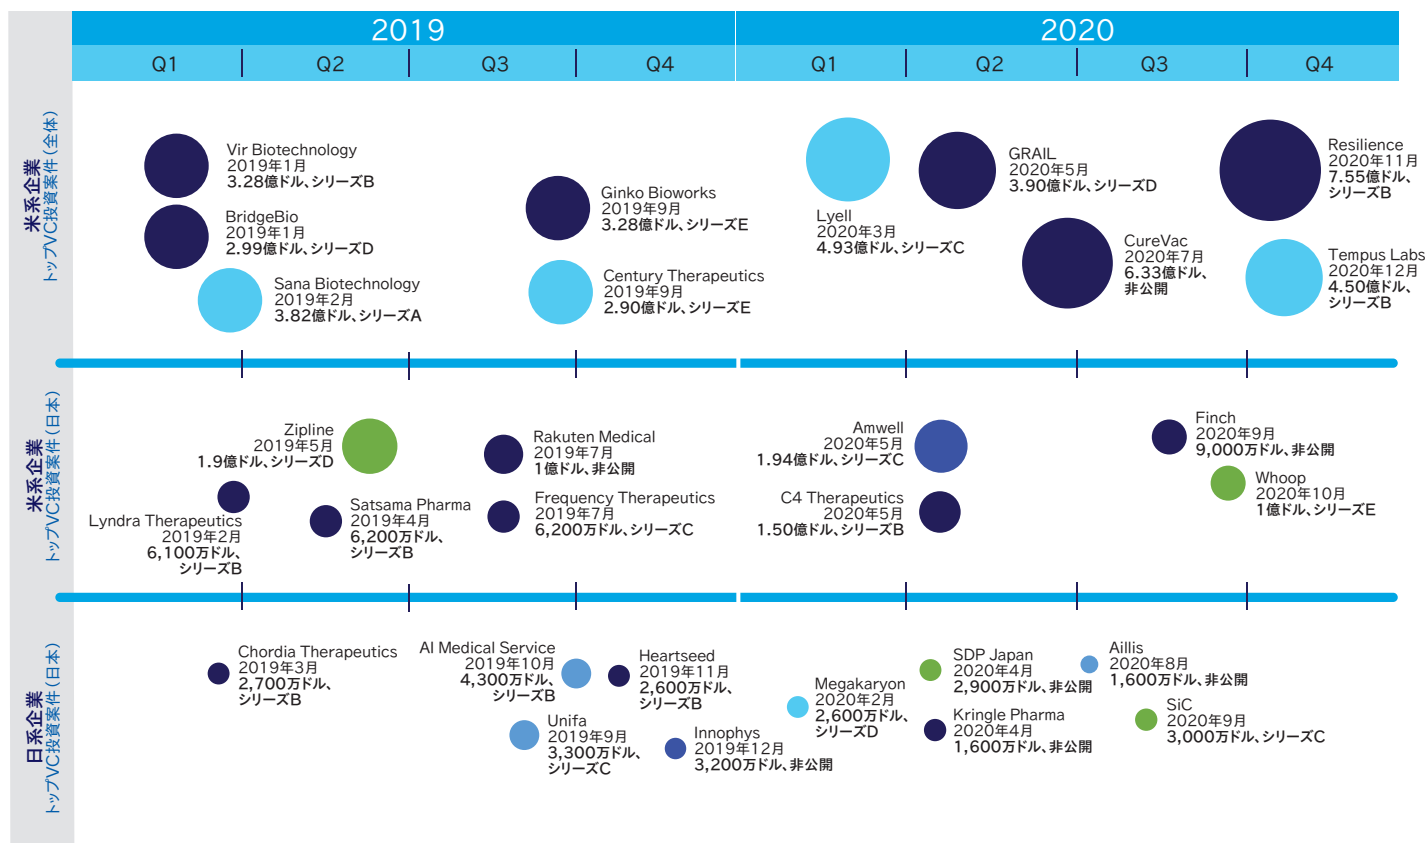 2019
2020
Q1
Q2
Q3
Q4
Q1
Q2
Q3
Q4
米系企業
トップVC投資案件（全体）
Vir Biotechnology
2019年1月
3.28億ドル、シリーズB
BridgeBio
2019年1月
2.99億ドル、シリーズD
Sana Biotechnology
2019年2月
3.82億ドル、シリーズA
Ginko Bioworks
2019年9月
3.28億ドル、シリーズE
Century Therapeutics
2019年9月
2.90億ドル、シリーズE
Lyell
2020年3月
4.93億ドル、シリーズC
GRAIL
2020年5月
3.90億ドル、シリーズD
CureVac
2020年7月
6.33億ドル、
非公開
Resilience
2020年11月
7.55億ドル、
シリーズB
Tempus Labs
2020年12月
4.50億ドル、
シリーズB
米系企業
トップVC投資案件（日本）
Zipline
2019年5月
1.9億ドル、シリーズD
Lyndra Therapeutics
2019年2月
6,100万ドル、
シリーズB
Satsama Pharma
2019年4月
6,200万ドル、
シリーズB
Rakuten Medical
2019年7月
1億ドル、非公開
Frequency Therapeutics
2019年7月
6,200万ドル、シリーズC
Amwell
2020年5月
1.94億ドル、シリーズC
C4 Therapeutics
2020年5月
1.50億ドル、シリーズB
Finch
2020年9月
9,000万ドル、非公開
Whoop
2020年10月
1億ドル、シリーズE
日系企業
トップVC投資案件（日本）
Chordia Therapeutics
2019年3月
2,700万ドル、
シリーズB
AI Medical Service
2019年10月
4,300万ドル、
シリーズB
Unifa
2019年9月
3,300万ドル、
シリーズC
Heartseed
2019年11月
2,600万ドル、
シリーズB
Innophys
2019年12月
3,200万ドル、非公開
Megakaryon
2020年2月
2,600万ドル、
シリーズD
SDP Japan
2020年4月
2,900万ドル、非公開
Kringle Pharma
2020年4月
1,600万ドル、非公開
Aillis
2020年8月
1,600万ドル、非公開
SiC
2020年9月
3,000万ドル、シリーズC